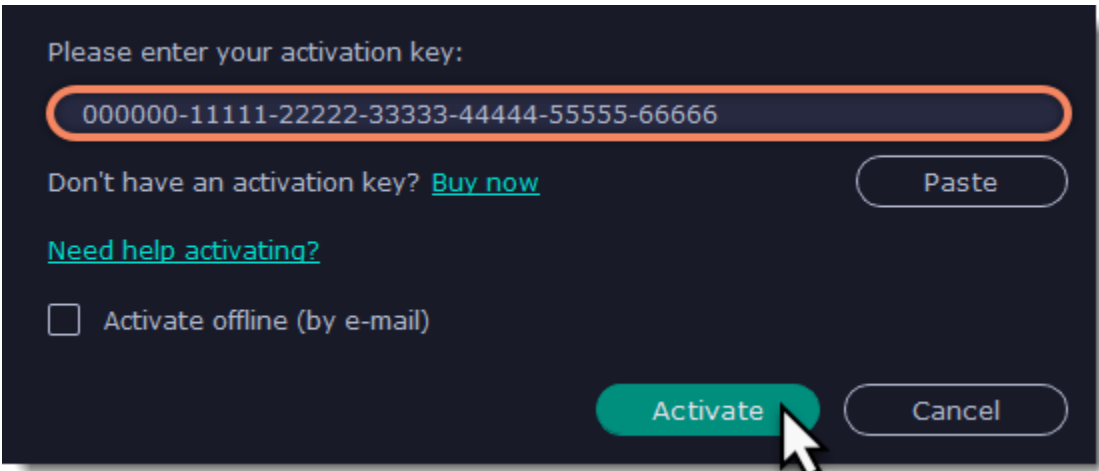 Please enter your activation key:
000000-11111-22222-33333-44444-55555-66666
Don't have an activation key? Buy now
Paste
Need help activating?
Activate offline (by e-mail)
Activate
Cancel